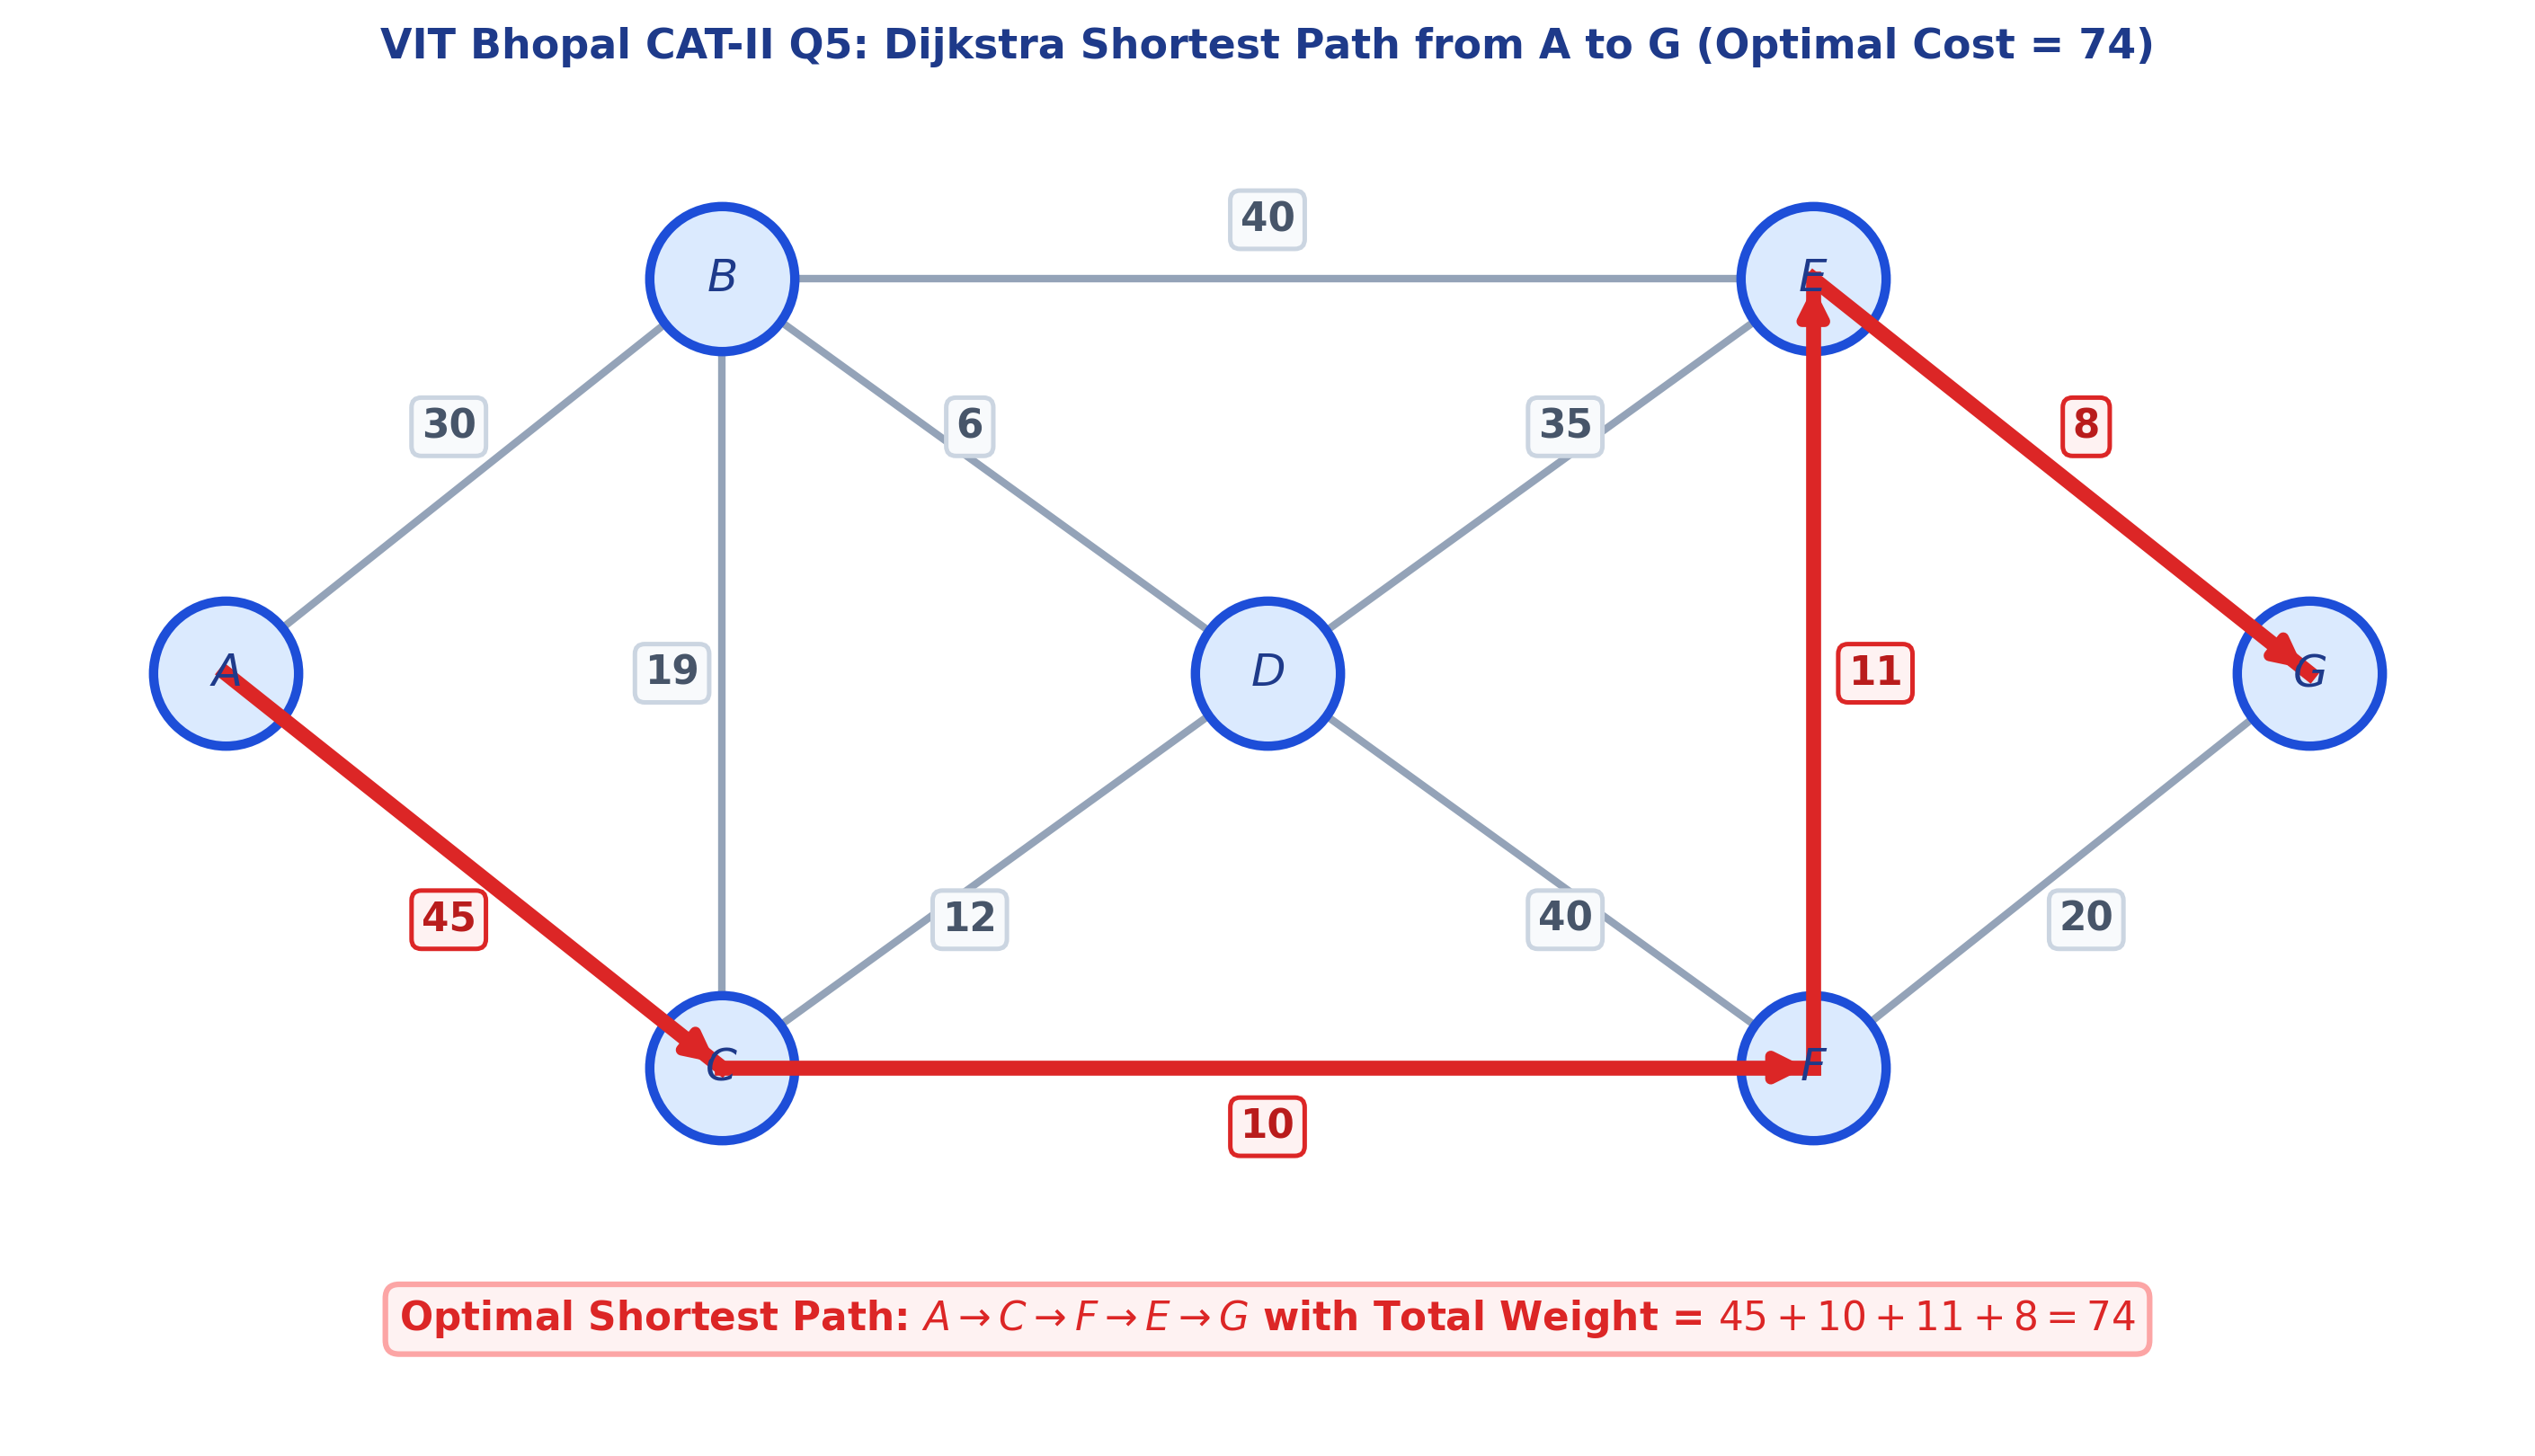 VIT Bhopal CAT-II Q5: Dijkstra Shortest Path from A to G (Optimal Cost = 74)
40
B
E
30
6
35
8
A
19
D
11
G
45
12
40
20
C
F
10
Optimal Shortest Path: A → C → F → E → G with Total Weight = 45 + 10 + 11 + 8 = 74